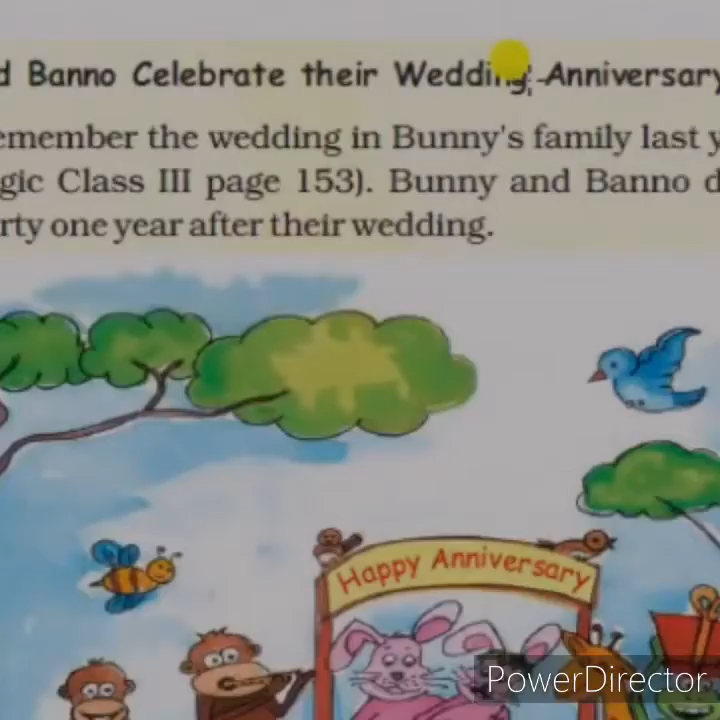 d Banno Celebrate their Wedding Anniversary
emember the wedding in Bunny's family last y
gic Class III page 153). Bunny and Banno d
rty one year after their wedding.
Happy Anniversary
PowerDirector